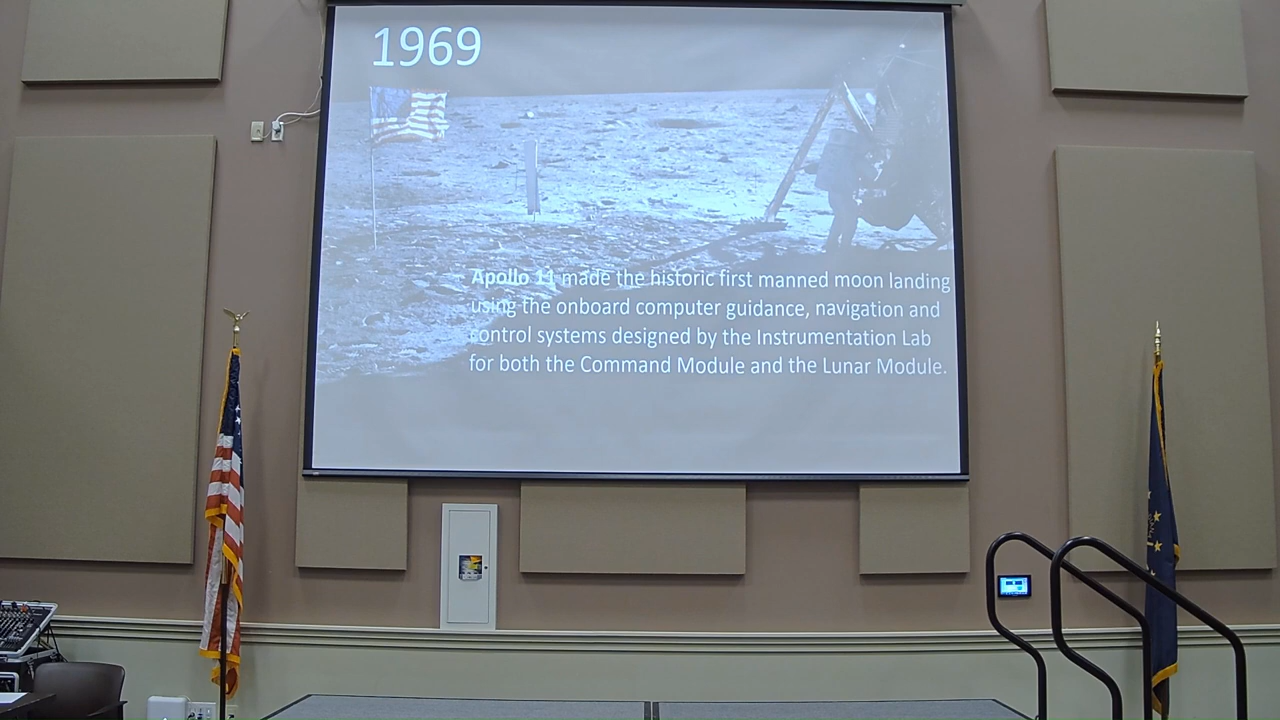 1969
Apollo 11 made the historic first manned moon landing
using the onboard computer guidance, navigation and
control systems designed by the Instrumentation Lab
for both the Command Module and the Lunar Module.